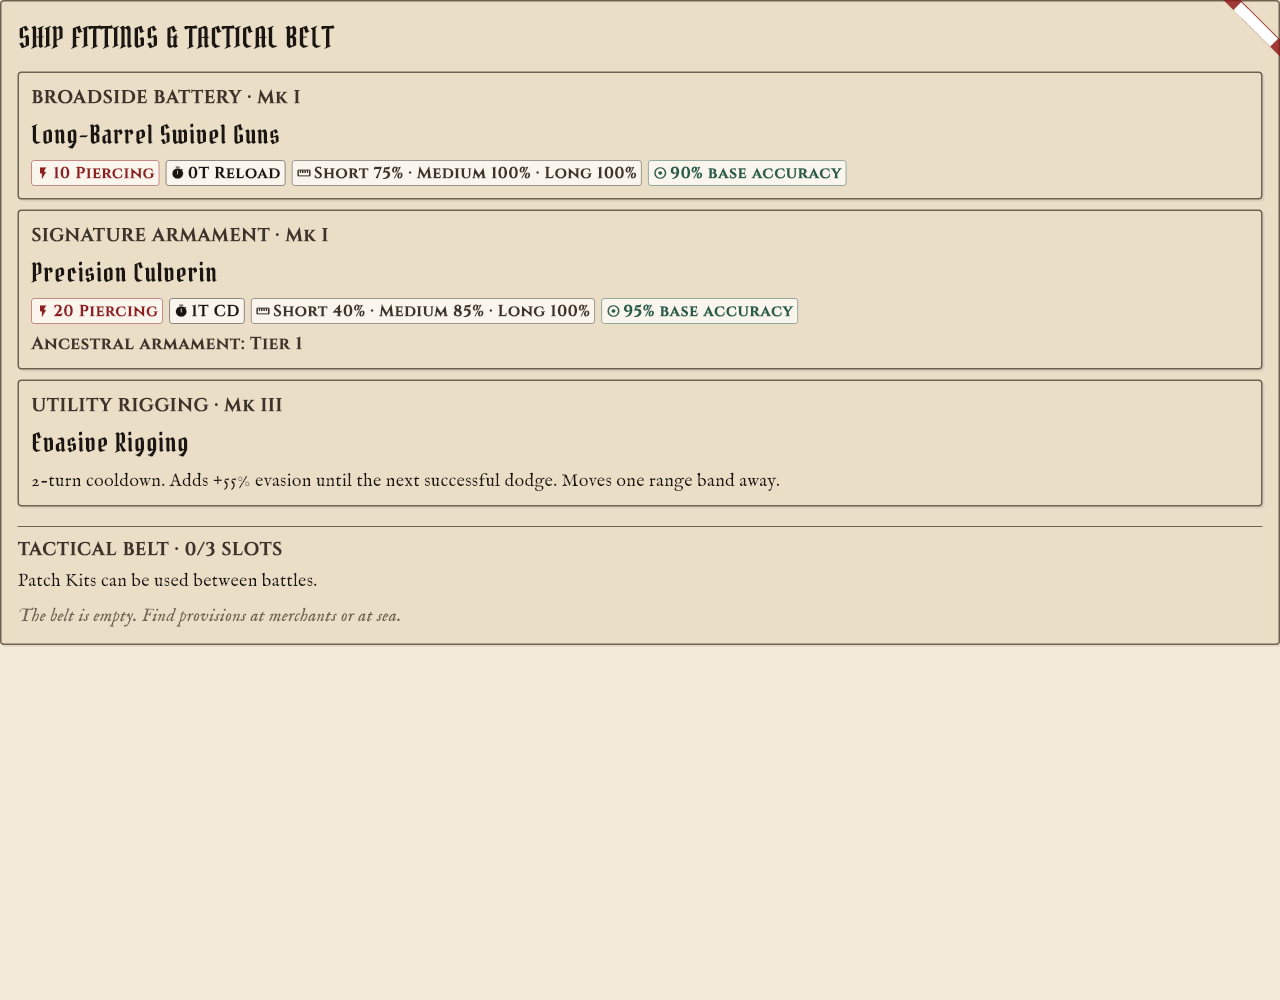 SHIP FITTINGS & TACTICAL BELT
BROADSIDE BATTERY · Mk I
Long-Barrel Swivel Guns
10 Piercing 0T Reload Short 75% · Medium 100% · Long 100% 90% base accuracy
SIGNATURE ARMAMENT · Mk I
Precision Culverin
20 Piercing 1T CD Short 40% · Medium 85% · Long 100% 95% base accuracy
Ancestral armament: Tier 1
UTILITY RIGGING · Mk III
Evasive Rigging
2-turn cooldown. Adds +55% evasion until the next successful dodge. Moves one range band away.
TACTICAL BELT · 0/3 SLOTS
Patch Kits can be used between battles.
The belt is empty. Find provisions at merchants or at sea.